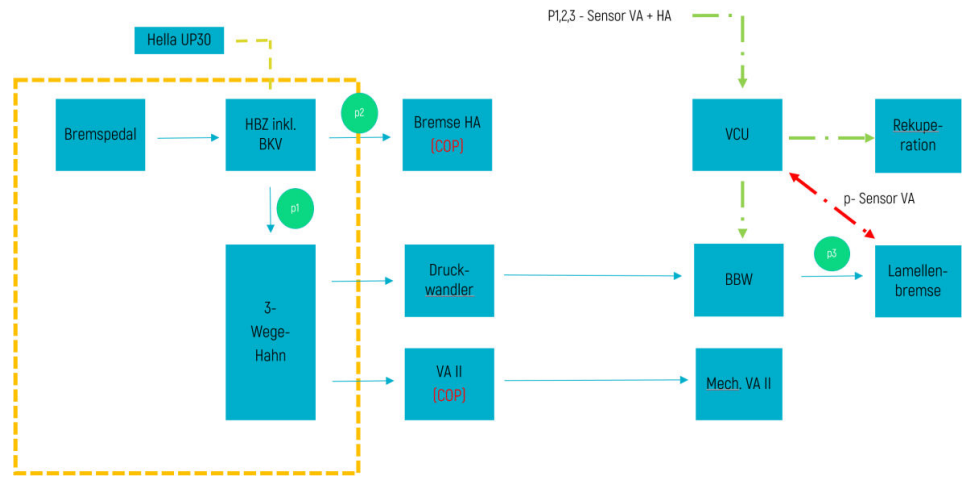 P1,2,3 - Sensor VA + HA
Hella UP30
Bremspedal
HBZ inkl.
BKV
p2
Bremse HA
(COP)
VCU
Rekupe-
ration
p1
p- Sensor VA
3-
Wege-
Hahn
Druck-
wandler
BBW
p3
Lamellen-
bremse
VA II
(COP)
Mech. VA II